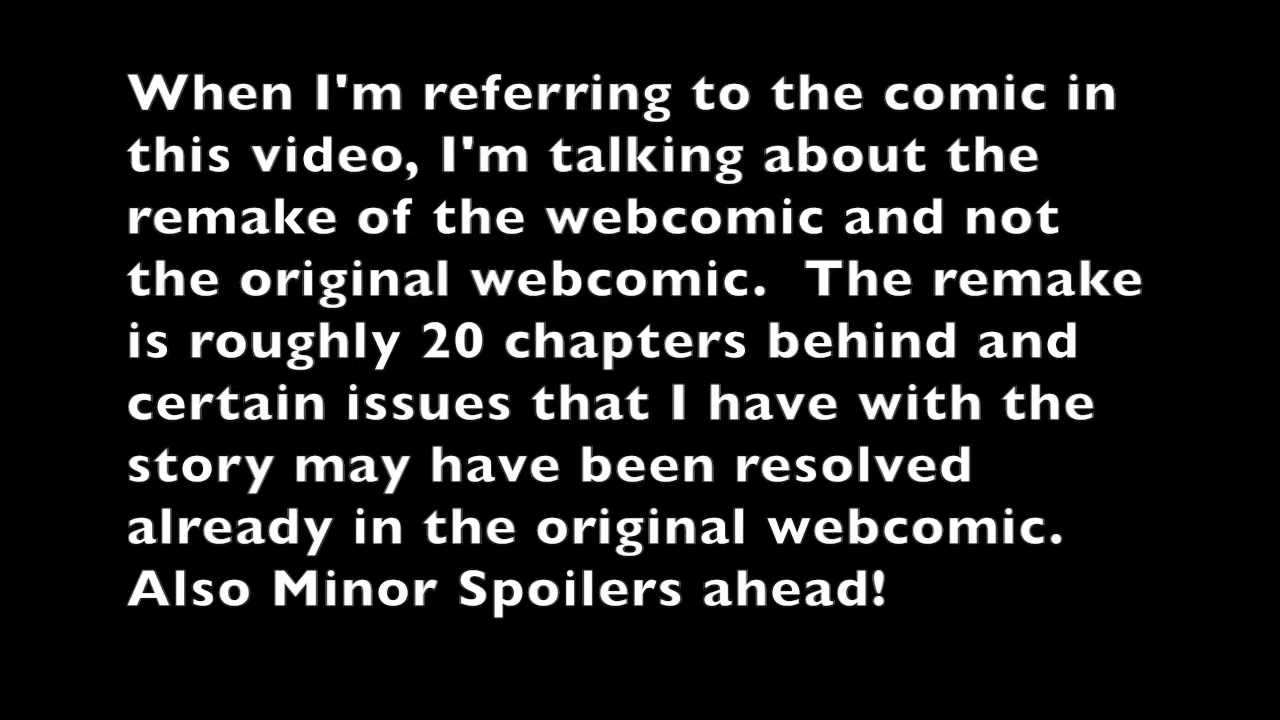 When I'm referring to the comic in
this video, I'm talking about the
remake of the webcomic and not
the original webcomic.  The remake
is roughly 20 chapters behind and
certain issues that I have with the
story may have been resolved
already in the original webcomic.
Also Minor Spoilers ahead!